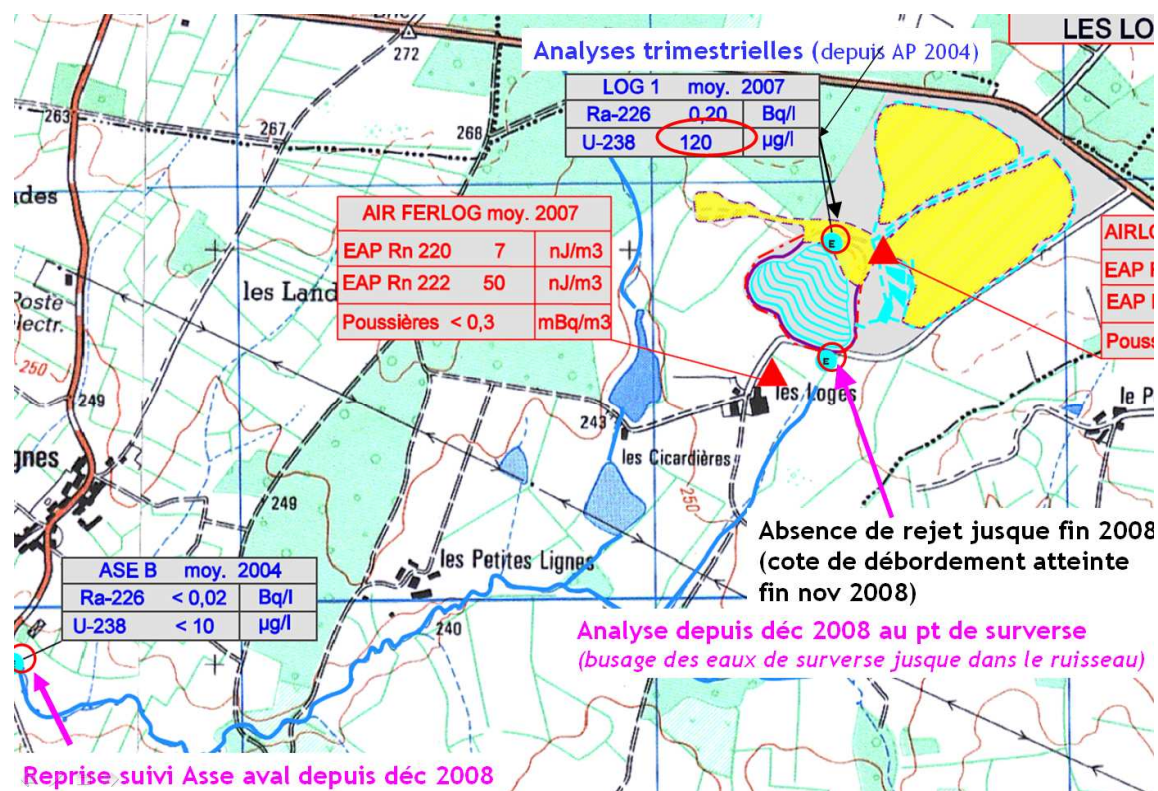 272
LES LO
Analyses trimestrielles (depuis AP 2004)
LOG 1 moy. 2007
Ra-226 0,20 Bq/l
U-238 120 µg/l
263
267
268
des
AIR FERLOG moy. 2007
EAP Rn 220 7 nJ/m3
EAP Rn 222 50 nJ/m3
Poussières < 0,3 mBq/m3
E
AIRLO
EAP R
EAP
Pouss
les Land
Poste
lectr.
250
249
E
les Loges
le P
243
gnes
les Cicardières
250
249
Absence de rejet jusque fin 2008
(cote de débordement atteinte
fin nov 2008)
les Petites Lignes
ASE B moy. 2004
Ra-226 < 0,02 Bq/l
U-238 < 10 µg/l
240
Analyse depuis déc 2008 au pt de surverse
(busage des eaux de surverse jusque dans le ruisseau)
Reprise suivi Asse aval depuis déc 2008